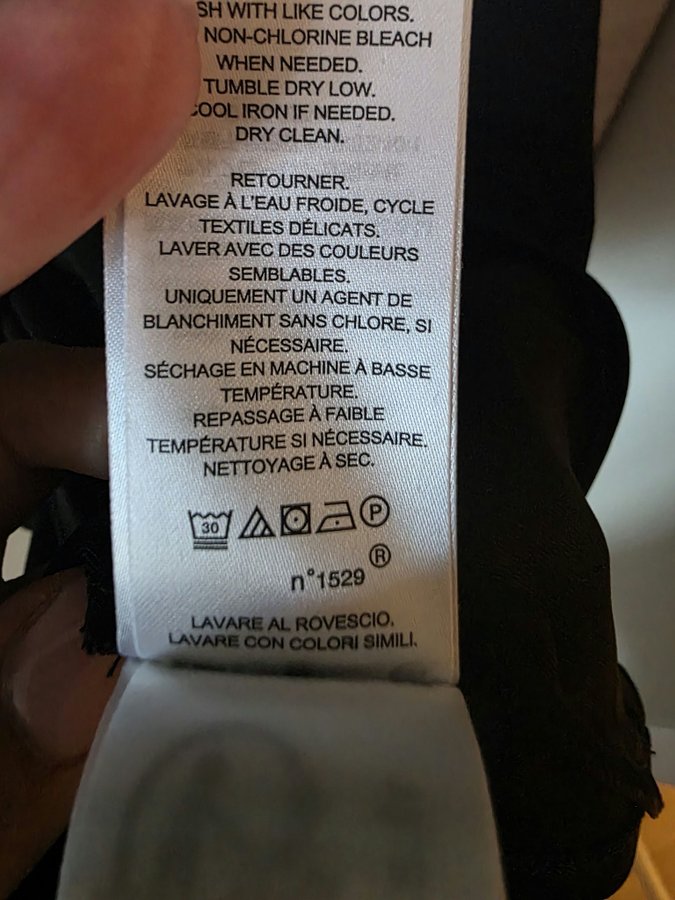 SH WITH LIKE COLORS.
NON-CHLORINE BLEACH
WHEN NEEDED.
TUMBLE DRY LOW.
COOL IRON IF NEEDED.
DRY CLEAN.
RETOURNER.
LAVAGE À L'EAU FROIDE, CYCLE
TEXTILES DÉLICATS.
LAVER AVEC DES COULEURS
SEMBLABLES.
UNIQUEMENT UN AGENT DE
BLANCHIMENT SANS CHLORE, SI
NÉCESSAIRE.
SÉCHAGE EN MACHINE À BASSE
TEMPÉRATURE.
REPASSAGE À FAIBLE
TEMPÉRATURE SI NÉCESSAIRE.
NETTOYAGE À SEC.
30 P
n°1529 ®
LAVARE AL ROVESCIO.
LAVARE CON COLORI SIMILI.